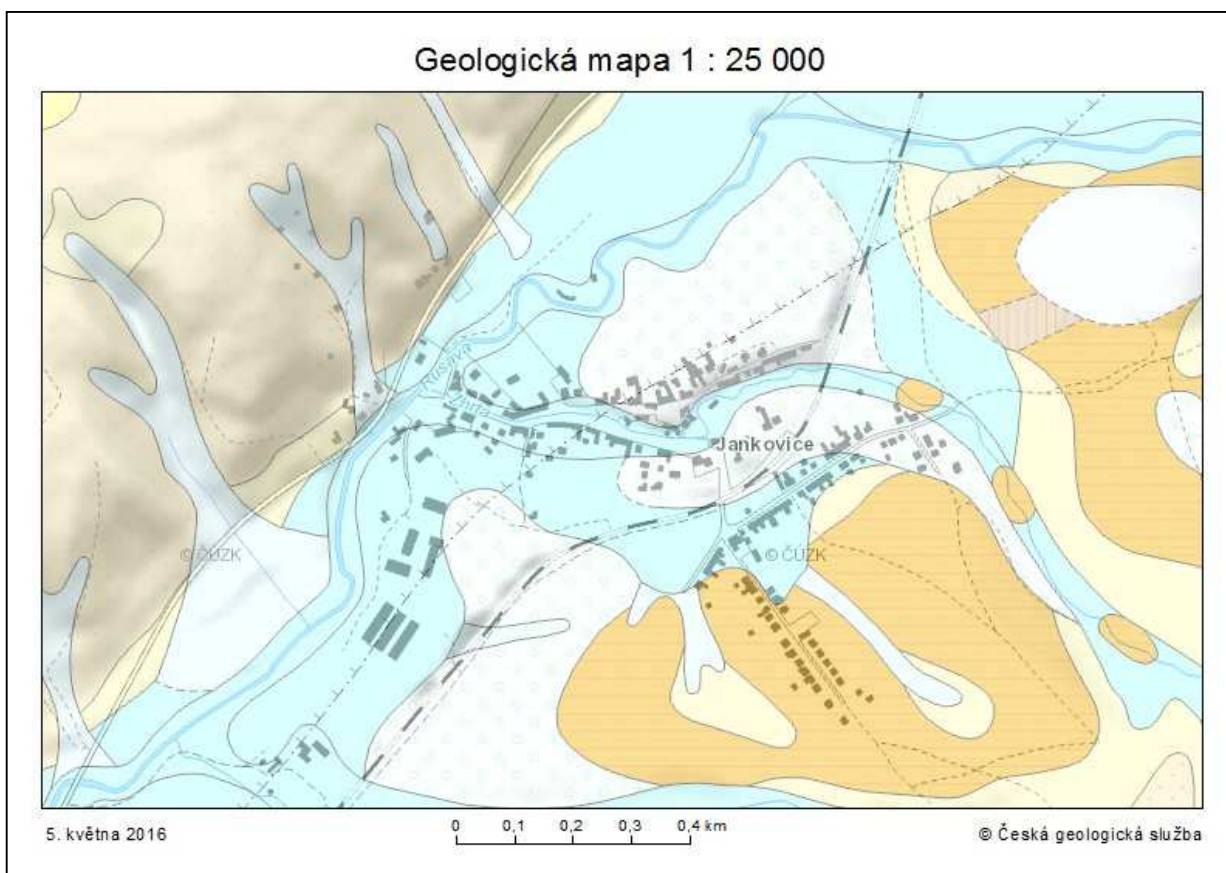 Geologická mapa 1 : 25 000
Rusava
Jankovice
© ČÚZK
© ČÚZK
5. května 2016
0 0,1 0,2 0,3 0,4 km
© Česká geologická služba